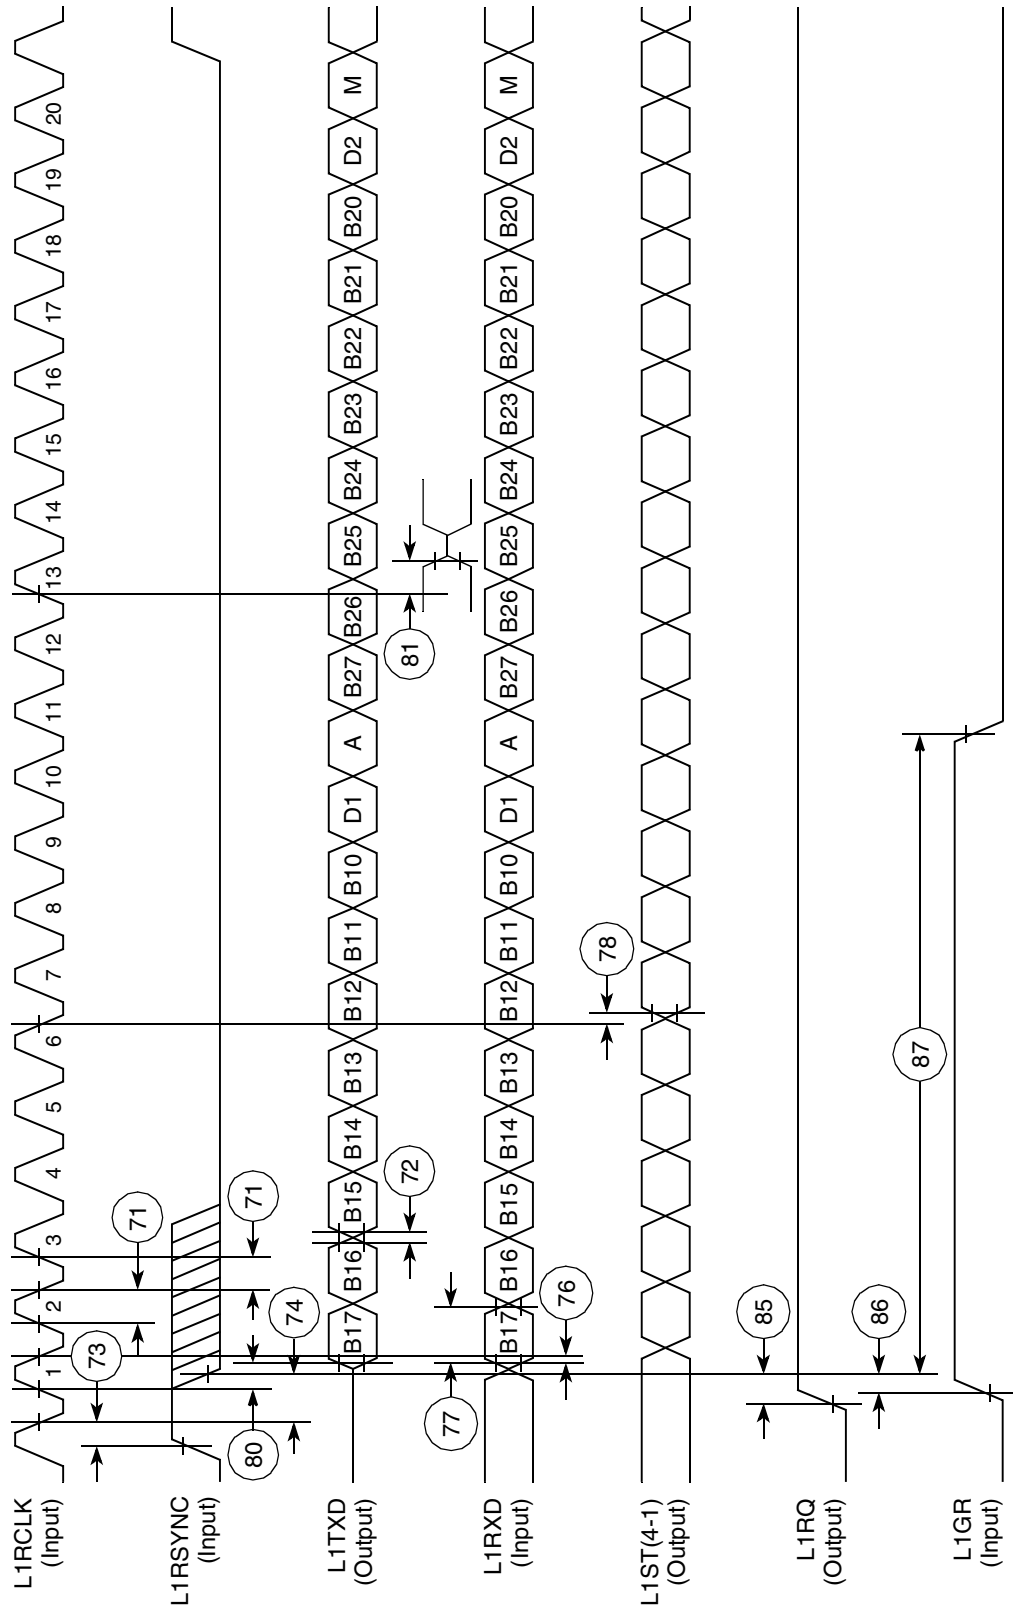 L1RCLK
(Input)
1 2 3 4 5 6 7 8 9 10 11 12 13 14 15 16 17 18 19 20
73
71
L1RSYNC
(Input)
80
74
71
L1TXD
(Output)
B17 B16 B15 B14 B13 B12 B11 B10 D1 A B27 B26 B25 B24 B23 B22 B21 B20 D2 M
72
81
77
L1RXD
(Input)
B17 B16 B15 B14 B13 B12 B11 B10 D1 A B27 B26 B25 B24 B23 B22 B21 B20 D2 M
76
78
L1ST(4-1)
(Output)
85
L1RQ
(Output)
86
87
L1GR
(Input)